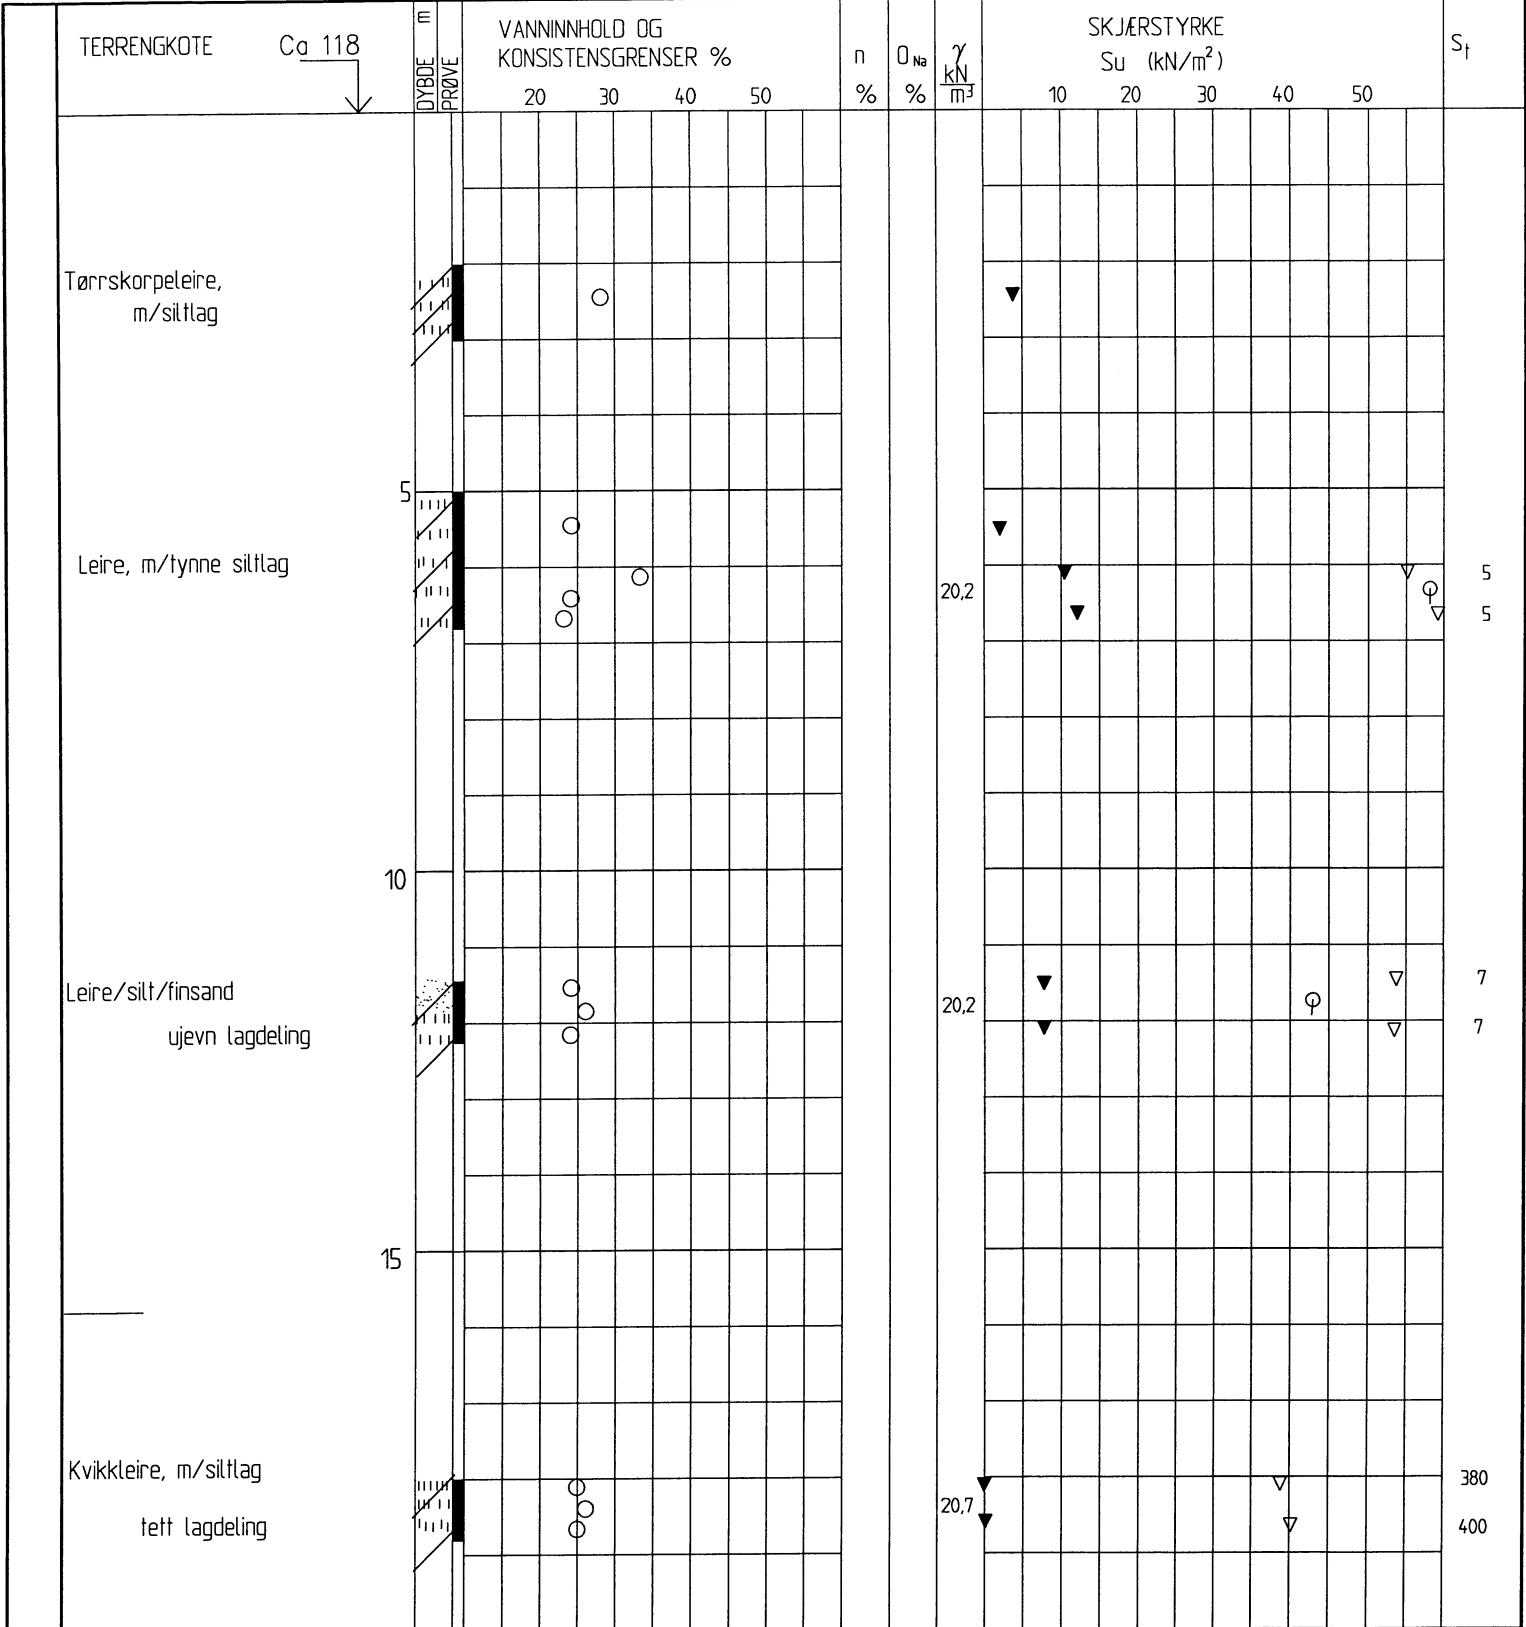 TERRENGKOTE Ca 118
DYBDE m
PRØVE
VANNINNHOLD OG
KONSISTENSGRENSER %
20 30 40 50
n
%
O Na
%
γ
kN
m³
SKJÆRSTYRKE
Su (kN/m²)
10 20 30 40 50
St
Tørrskorpeleire,
m/siltlag
5
Leire, m/tynne siltlag
20,2
5
5
10
Leire/silt/finsand
ujevn lagdeling
20,2
7
7
15
Kvikkleire, m/siltlag
tett lagdeling
20,7
380
400